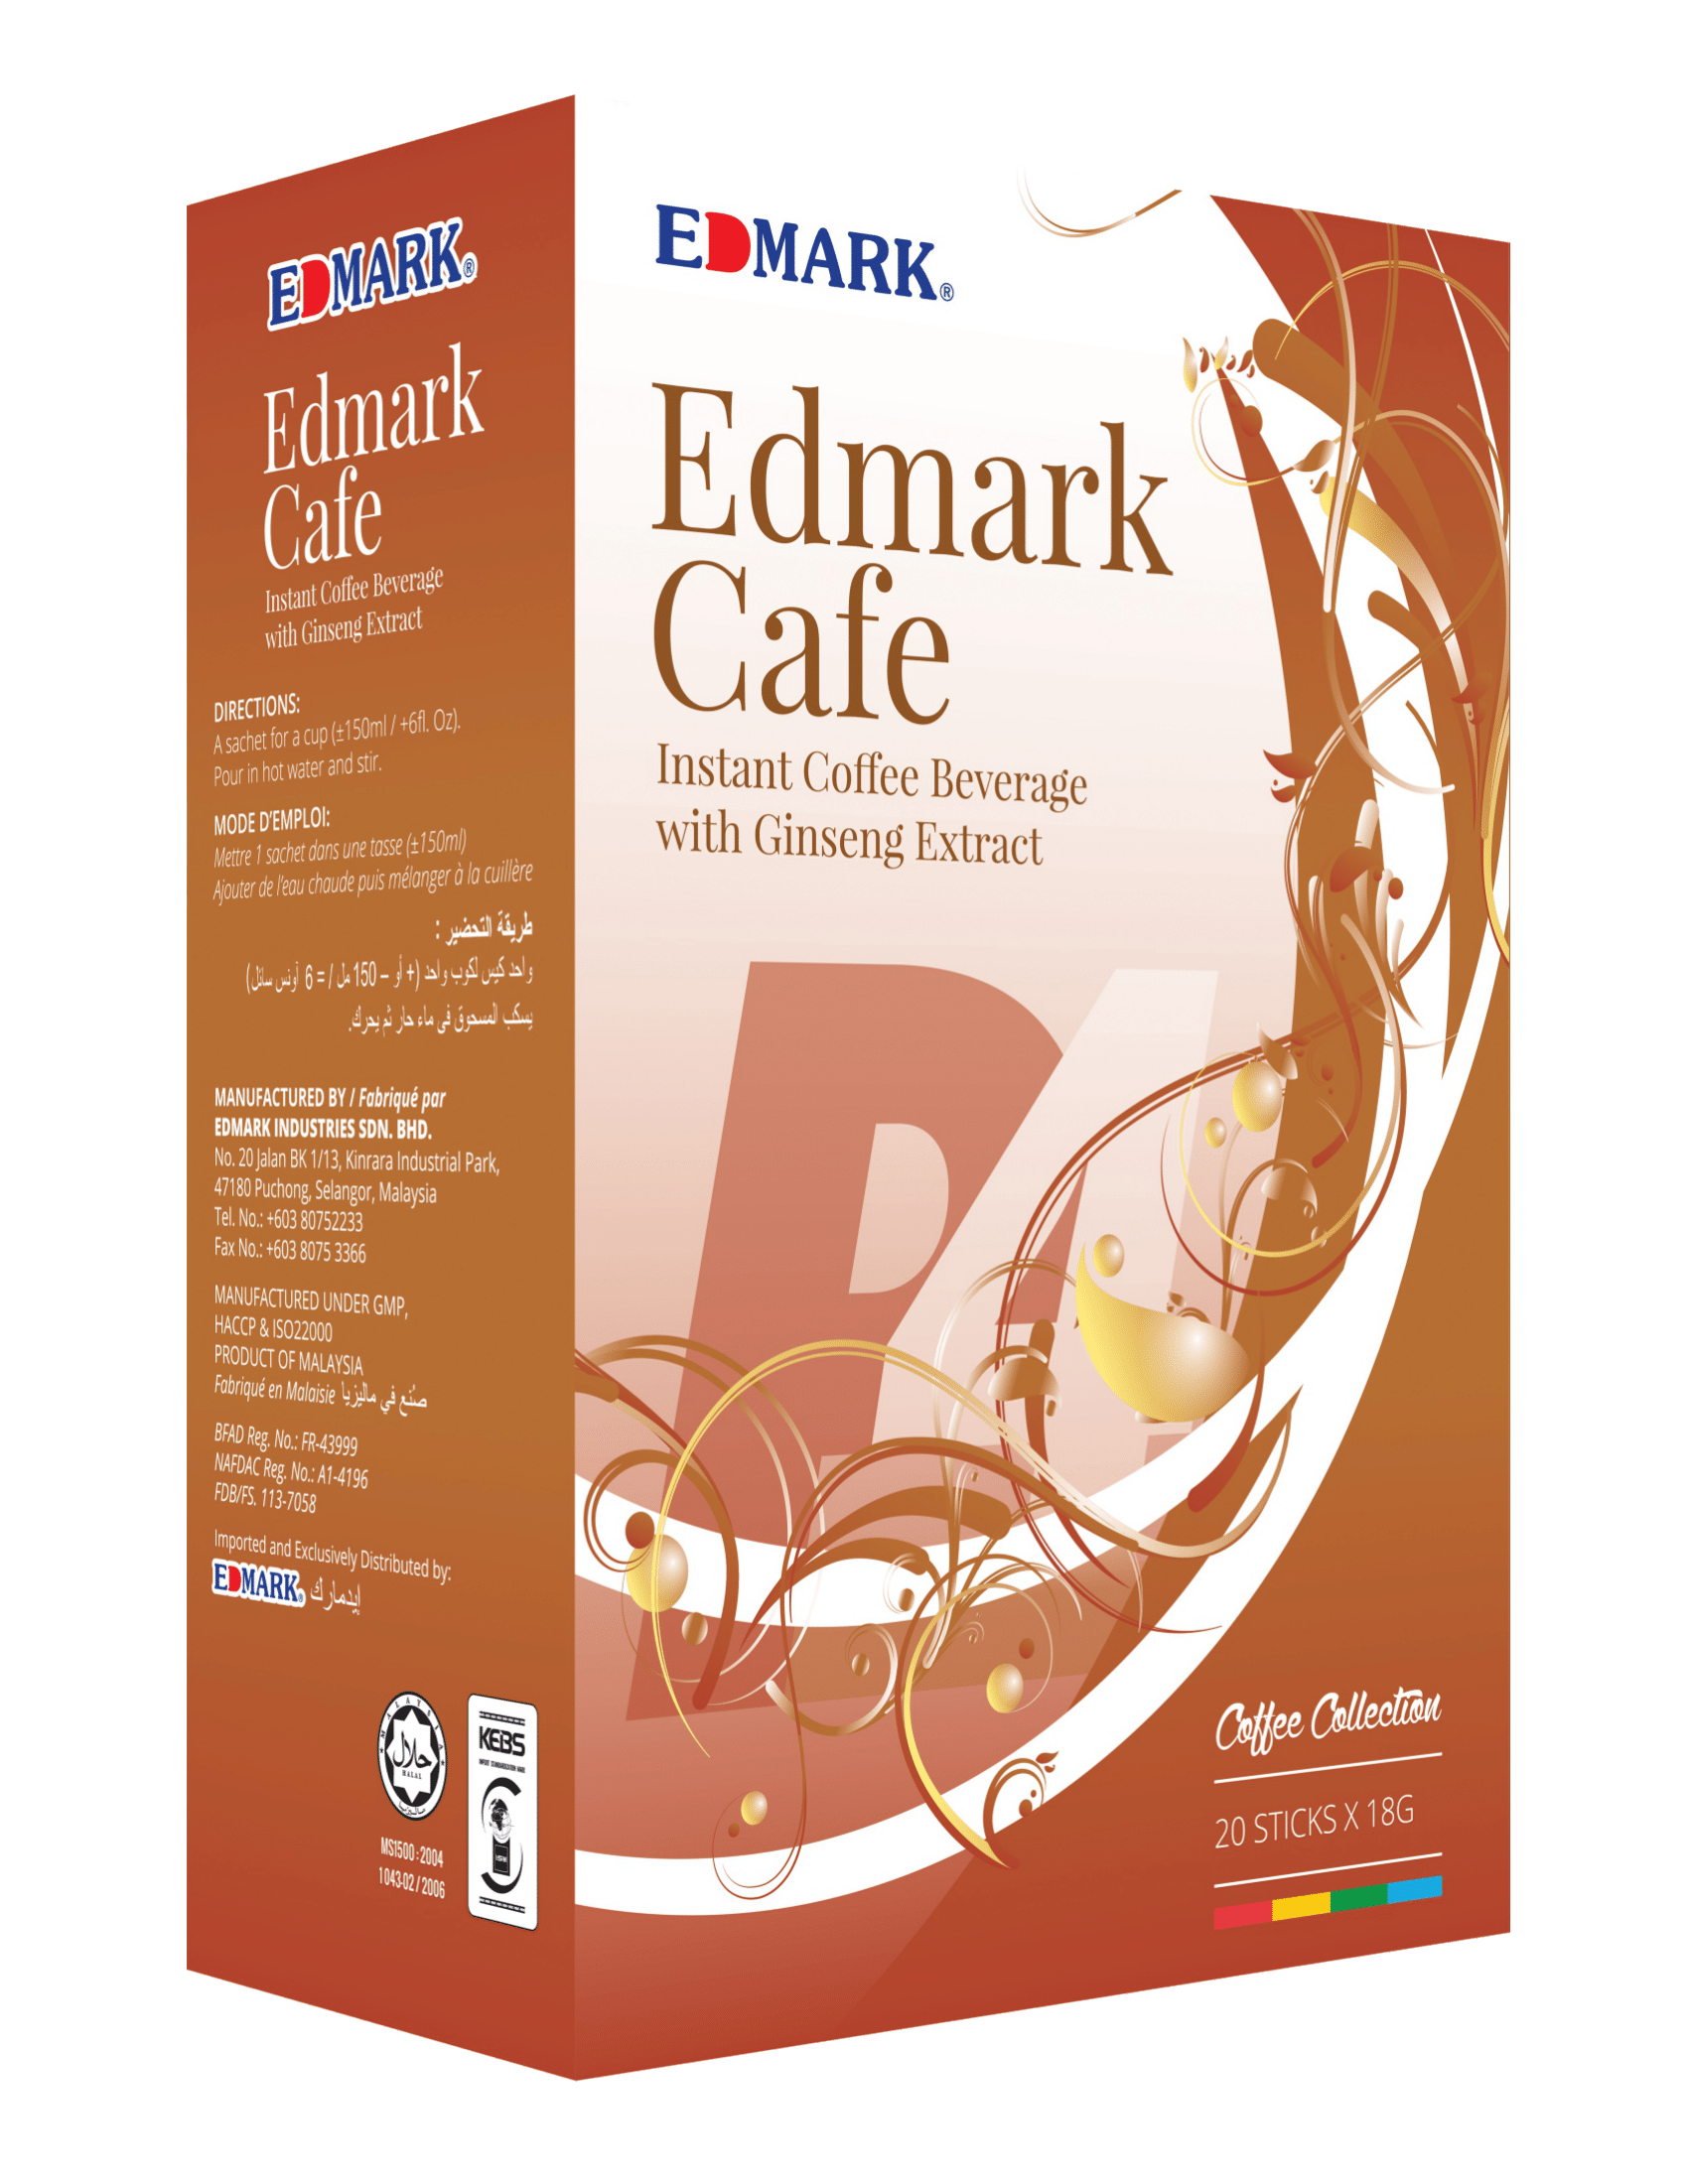 EDMARK®
Edmark
Cafe
Instant Coffee Beverage
with Ginseng Extract
DIRECTIONS:
A sachet for a cup (±150ml / +6fl. Oz).
Pour in hot water and stir.
MODE D'EMPLOI:
Mettre 1 sachet dans une tasse (±150ml)
Ajouter de l'eau chaude puis mélanger à la cuillère
طريقة التحضير :
واحد كيس لكوب واحد (+ أو – 150 مل / = 6 أونس سائل)
يسكب المسحوق في ماء حار ثم يحرك.
MANUFACTURED BY / Fabriqué par
EDMARK INDUSTRIES SDN. BHD.
No. 20 Jalan BK 1/13, Kinrara Industrial Park,
47180 Puchong, Selangor, Malaysia
Tel. No.: +603 80752233
Fax No.: +603 8075 3366
MANUFACTURED UNDER GMP,
HACCP & ISO22000
PRODUCT OF MALAYSIA
Fabriqué en Malaisie صُنع في ماليزيا
BFAD Reg. No.: FR-43999
NAFDAC Reg. No.: A1-4196
FDB/FS. 113-7058
Imported and Exclusively Distributed by:
EDMARK® إيدمارك
MALAYSIA
حلال
HALAL
ماليزيا
MS1500 : 2004
1 043-02 / 2006
KEBS
EDMARK®
Edmark
Cafe
Instant Coffee Beverage
with Ginseng Extract
Coffee Collection
20 STICKS X 18G